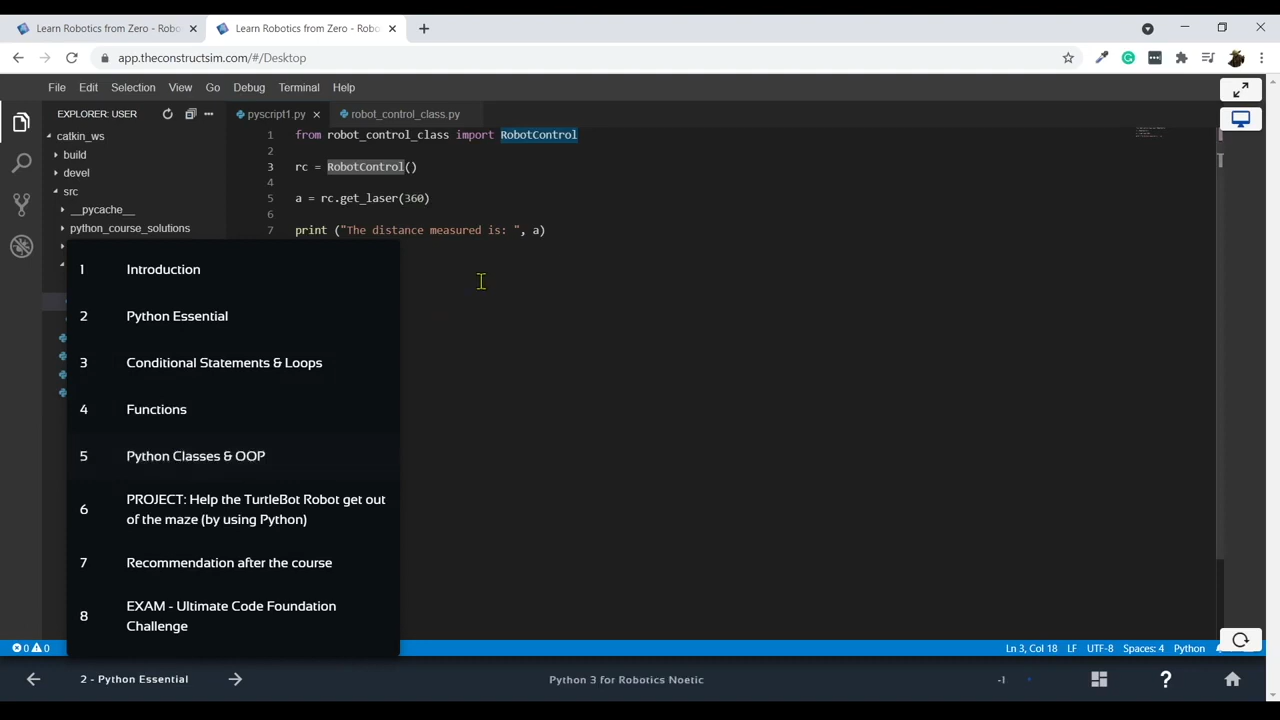 Learn Robotics from Zero - Robo
Learn Robotics from Zero - Robo
app.theconstructsim.com/#/Desktop
File Edit Selection View Go Debug Terminal Help
EXPLORER: USER
catkin_ws
build
devel
src
__pycache__
python_course_solutions
pyscript1.py
robot_control_class.py
1 from robot_control_class import RobotControl
2
3 rc = RobotControl()
4
5 a = rc.get_laser(360)
6
7 print ("The distance measured is: ", a)
1 Introduction
2 Python Essential
3 Conditional Statements & Loops
4 Functions
5 Python Classes & OOP
6 PROJECT: Help the TurtleBot Robot get out
of the maze (by using Python)
7 Recommendation after the course
8 EXAM - Ultimate Code Foundation
Challenge
0 0
Ln 3, Col 18 LF UTF-8 Spaces: 4 Python
2 - Python Essential
Python 3 for Robotics Noetic
-1
?